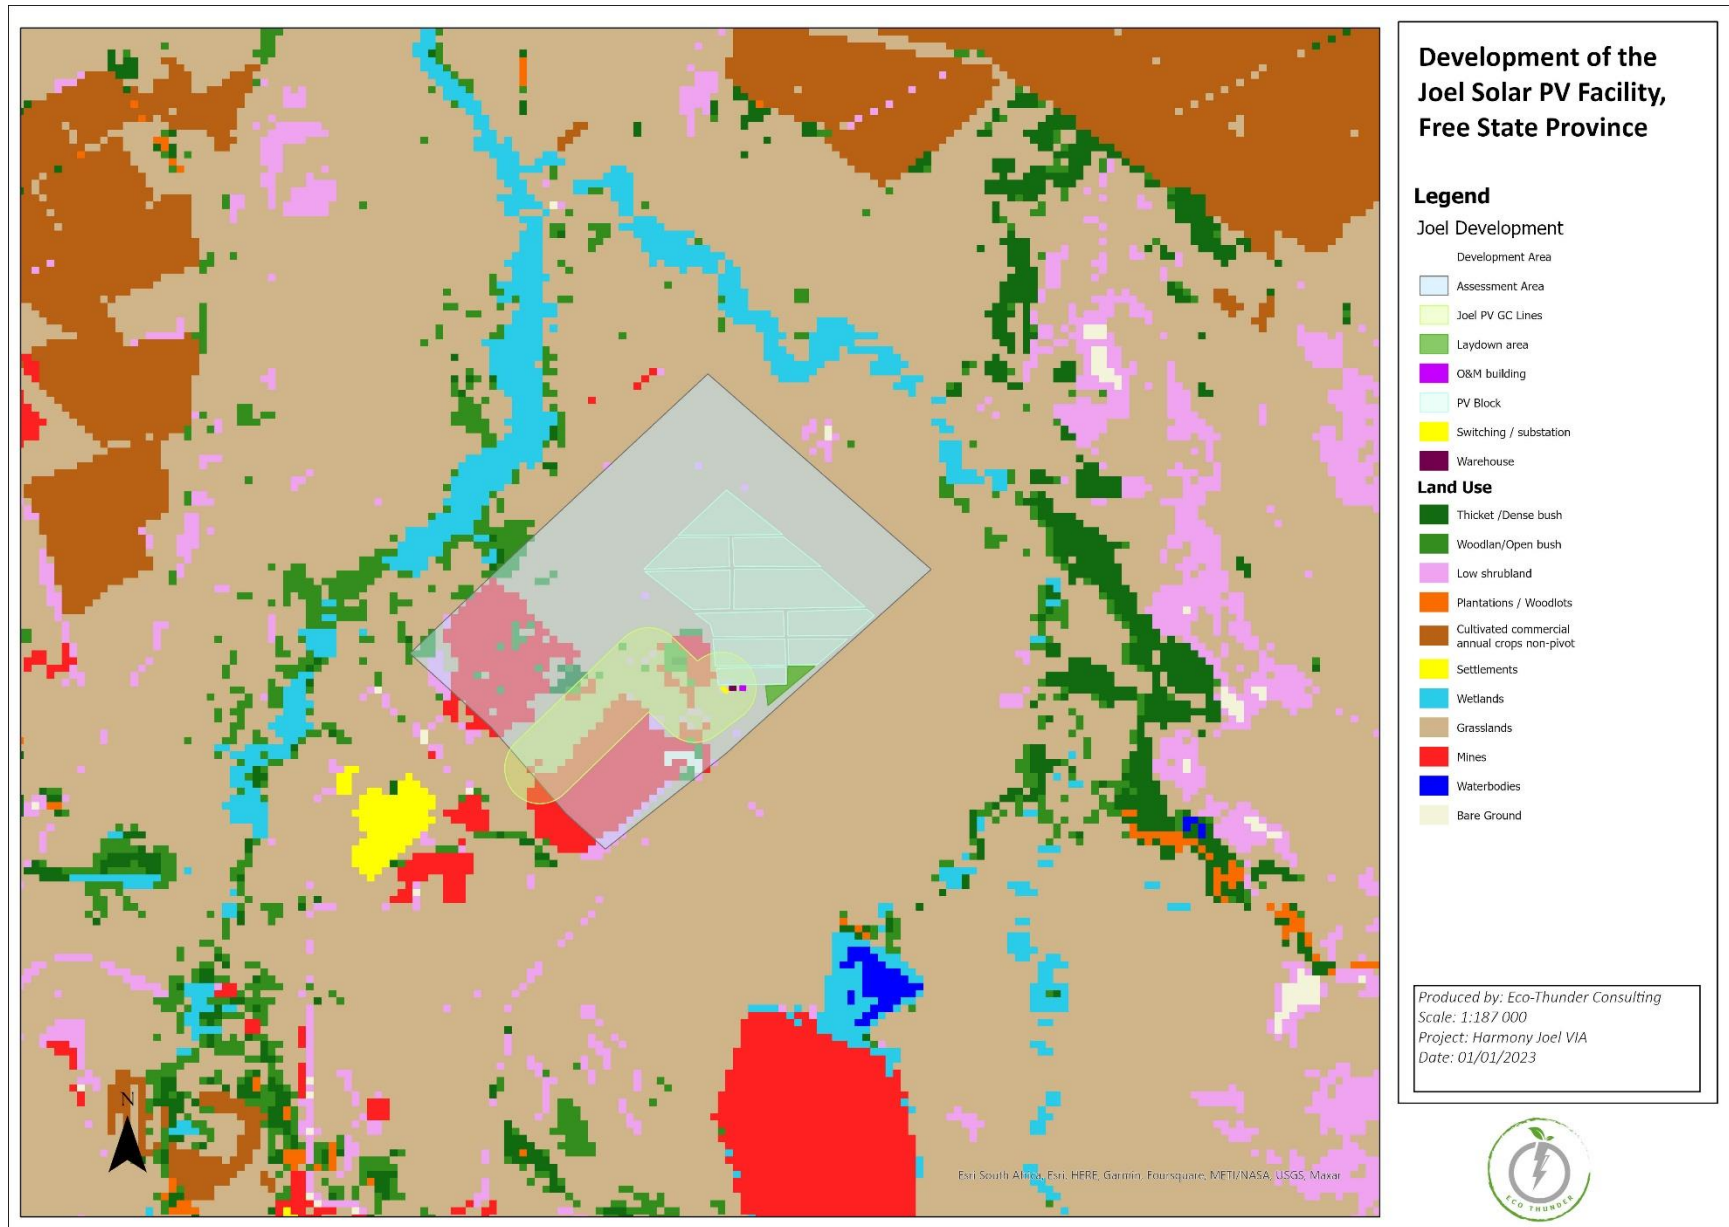 Development of the
Joel Solar PV Facility,
Free State Province
Legend
Joel Development
Development Area
Assessment Area
Joel PV GC Lines
Laydown area
O&M building
PV Block
Switching / substation
Warehouse
Land Use
Thicket /Dense bush
Woodlan/Open bush
Low shrubland
Plantations / Woodlots
Cultivated commercial
annual crops non-pivot
Settlements
Wetlands
Grasslands
Mines
Waterbodies
Bare Ground
Produced by: Eco-Thunder Consulting
Scale: 1:187 000
Project: Harmony Joel VIA
Date: 01/01/2023
N
Esri South Africa, Esri, HERE, Garmin, Foursquare, METI/NASA, USGS, Maxar
ECO THUNDER